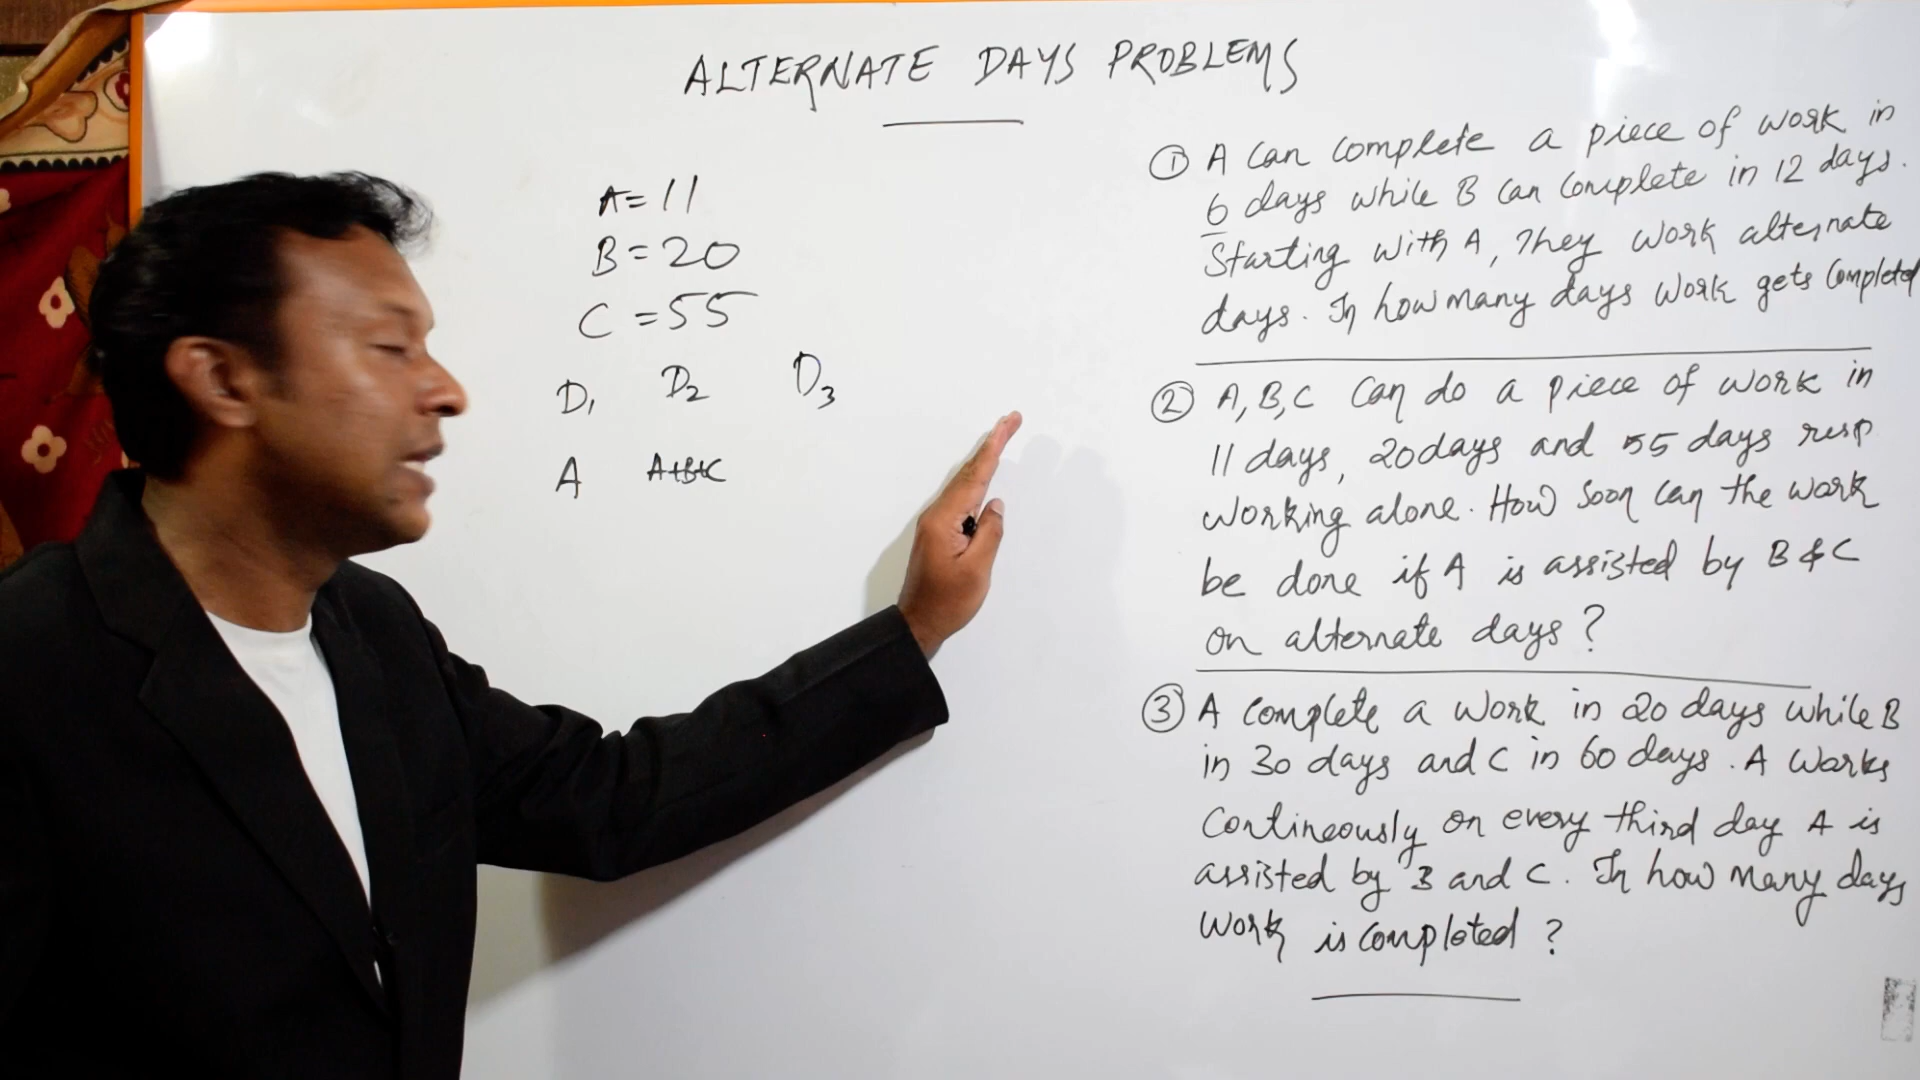 ALTERNATE DAYS PROBLEMS
A = 11
B = 20
C = 55
D1 D2 D3
A A+B+C
① A can complete a piece of work in
6 days while B can complete in 12 days.
Starting with A, They work alternate
days. In how many days work gets completed
② A, B, C can do a piece of work in
11 days, 20 days and 55 days resp
working alone. How soon can the work
be done if A is assisted by B & C
on alternate days?
③ A complete a work in 20 days while B
in 30 days and C in 60 days. A works
Contineously on every third day A is
assisted by B and C. In how many days
work is completed?